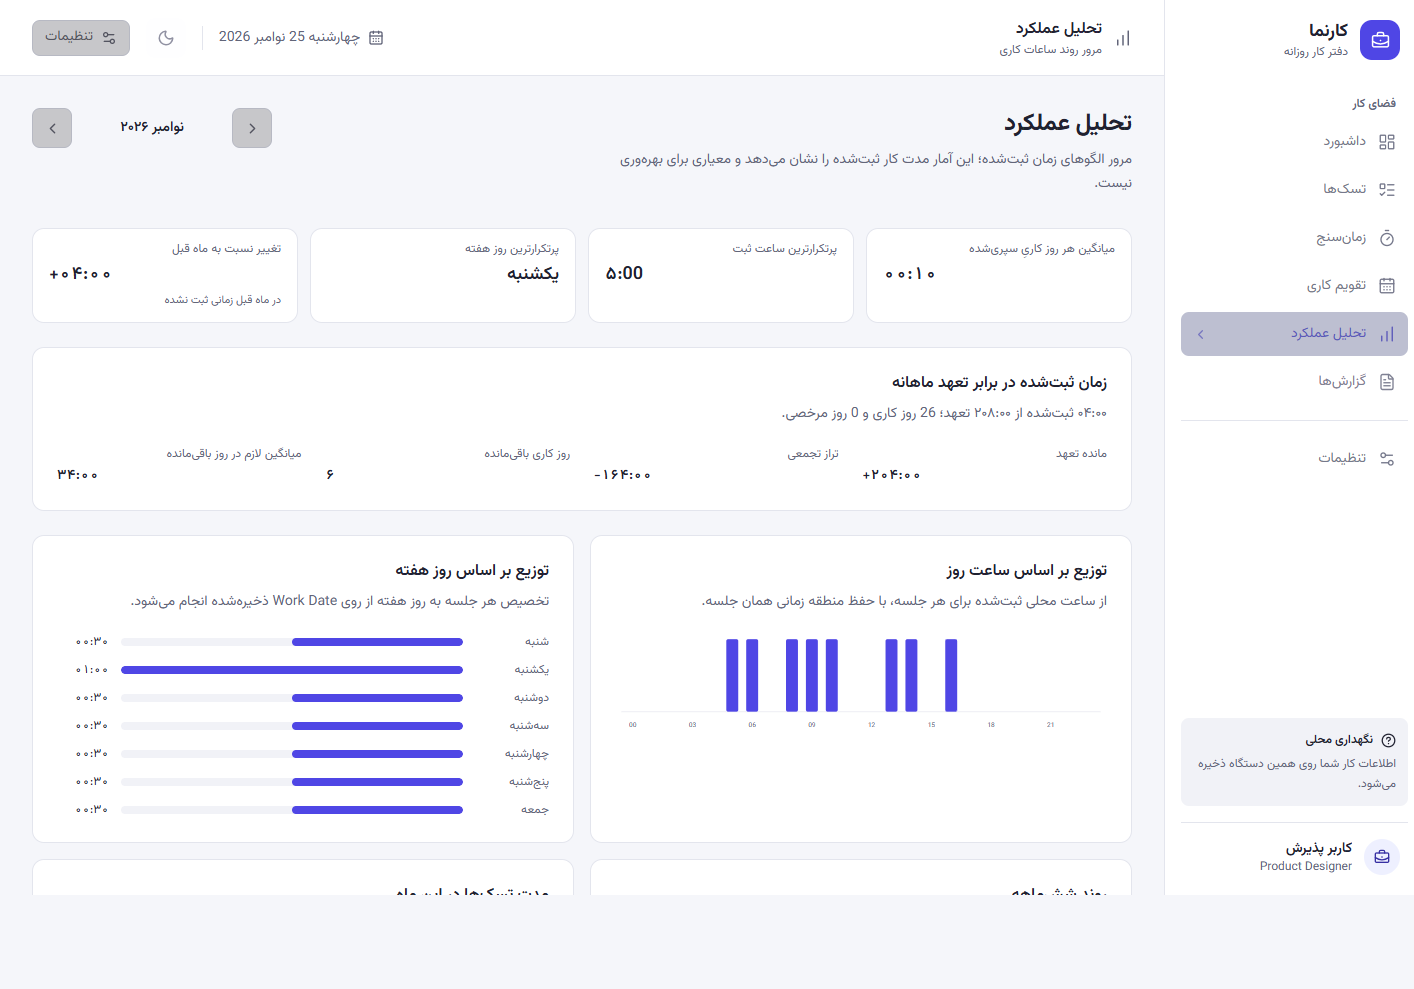 کارنما
دفتر کار روزانه
فضای کار
داشبورد
تسک‌ها
زمان‌سنج
تقویم کاری
تحلیل عملکرد
گزارش‌ها
تنظیمات
نگهداری محلی
اطلاعات کار شما روی همین دستگاه ذخیره
می‌شود.
کاربر پذیرش
Product Designer
تحلیل عملکرد
مرور روند ساعات کاری
چهارشنبه 25 نوامبر 2026
تنظیمات
تحلیل عملکرد
مرور الگوهای زمان ثبت‌شده؛ این آمار مدت کار ثبت‌شده را نشان می‌دهد و معیاری برای بهره‌وری
نیست.
نوامبر ۲۰۲۶
میانگین هر روز کاریِ سپری‌شده
۰۰:۱۰
پرتکرارترین ساعت ثبت
۵:00
پرتکرارترین روز هفته
یکشنبه
تغییر نسبت به ماه قبل
+۰۴:۰۰
در ماه قبل زمانی ثبت نشده
زمان ثبت‌شده در برابر تعهد ماهانه
۰۴:۰۰ ثبت‌شده از ۲۰۸:۰۰ تعهد؛ 26 روز کاری و 0 روز مرخصی.
مانده تعهد
+۲۰۴:۰۰
تراز تجمعی
-۱۶۴:۰۰
روز کاری باقی‌مانده
۶
میانگین لازم در روز باقی‌مانده
۳۴:۰۰
توزیع بر اساس ساعت روز
از ساعت محلی ثبت‌شده برای هر جلسه، با حفظ منطقه زمانی همان جلسه.
00 03 06 09 12 15 18 21
توزیع بر اساس روز هفته
تخصیص هر جلسه به روز هفته از روی Work Date ذخیره‌شده انجام می‌شود.
شنبه ۰۰:۳۰
یکشنبه ۰۱:۰۰
دوشنبه ۰۰:۳۰
سه‌شنبه ۰۰:۳۰
چهارشنبه ۰۰:۳۰
پنج‌شنبه ۰۰:۳۰
جمعه ۰۰:۳۰
روند شش‌ماهه
مدت تسک‌ها در این ماه